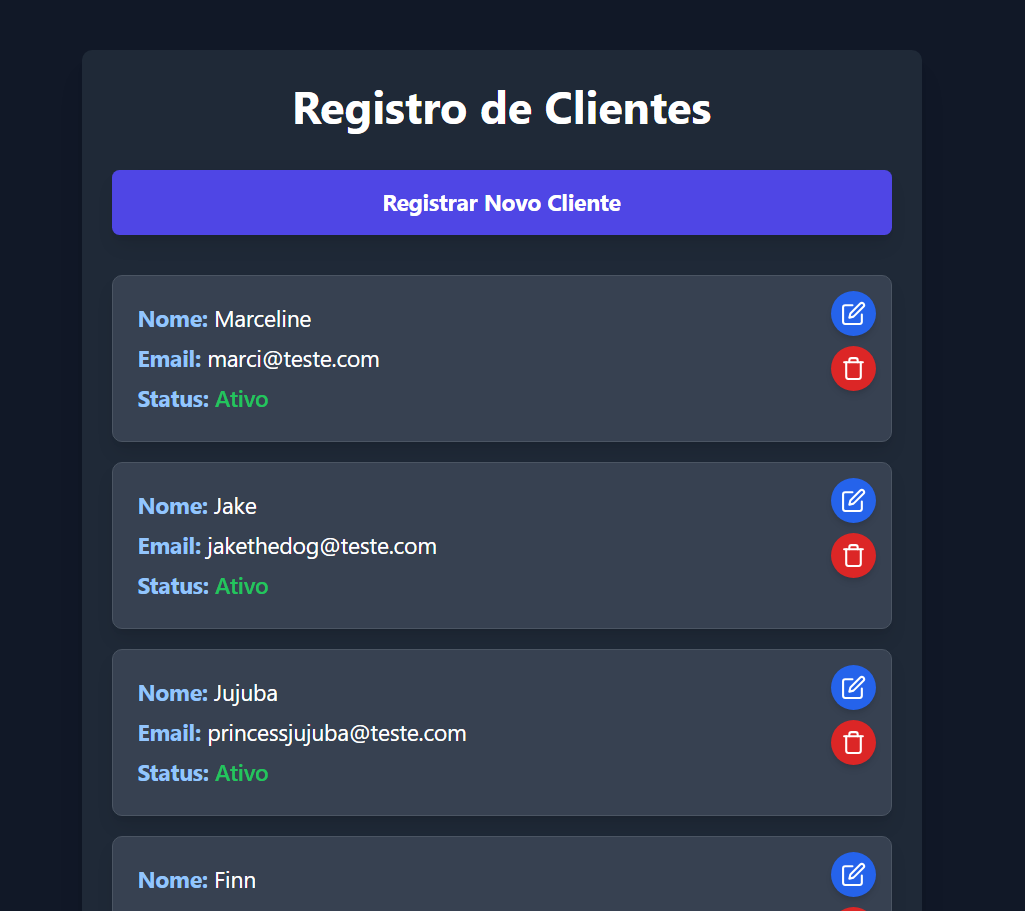 Registro de Clientes
Registrar Novo Cliente
Nome: Marceline
Email: marci@teste.com
Status: Ativo
Nome: Jake
Email: jakethedog@teste.com
Status: Ativo
Nome: Jujuba
Email: princessjujuba@teste.com
Status: Ativo
Nome: Finn